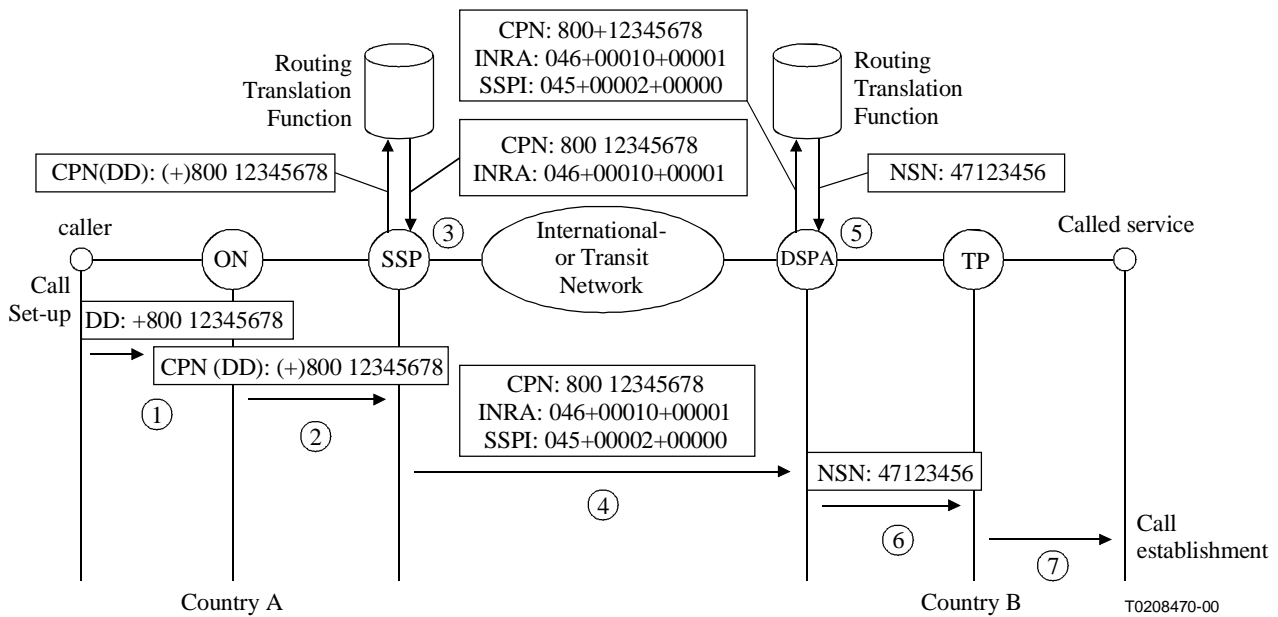 CPN: 800+12345678
INRA: 046+00010+00001
SSPI: 045+00002+00000
Routing
Translation
Function
Routing
Translation
Function
CPN: 800 12345678
INRA: 046+00010+00001
CPN(DD): (+)800 12345678
NSN: 47123456
caller
3
International-
or Transit
Network
5
Called service
ON
SSP
DSPA
TP
Call
Set-up
DD: +800 12345678
CPN (DD): (+)800 12345678
CPN: 800 12345678
INRA: 046+00010+00001
SSPI: 045+00002+00000
1
2
NSN: 47123456
4
6
Call
establishment
7
Country A
Country B
T0208470-00